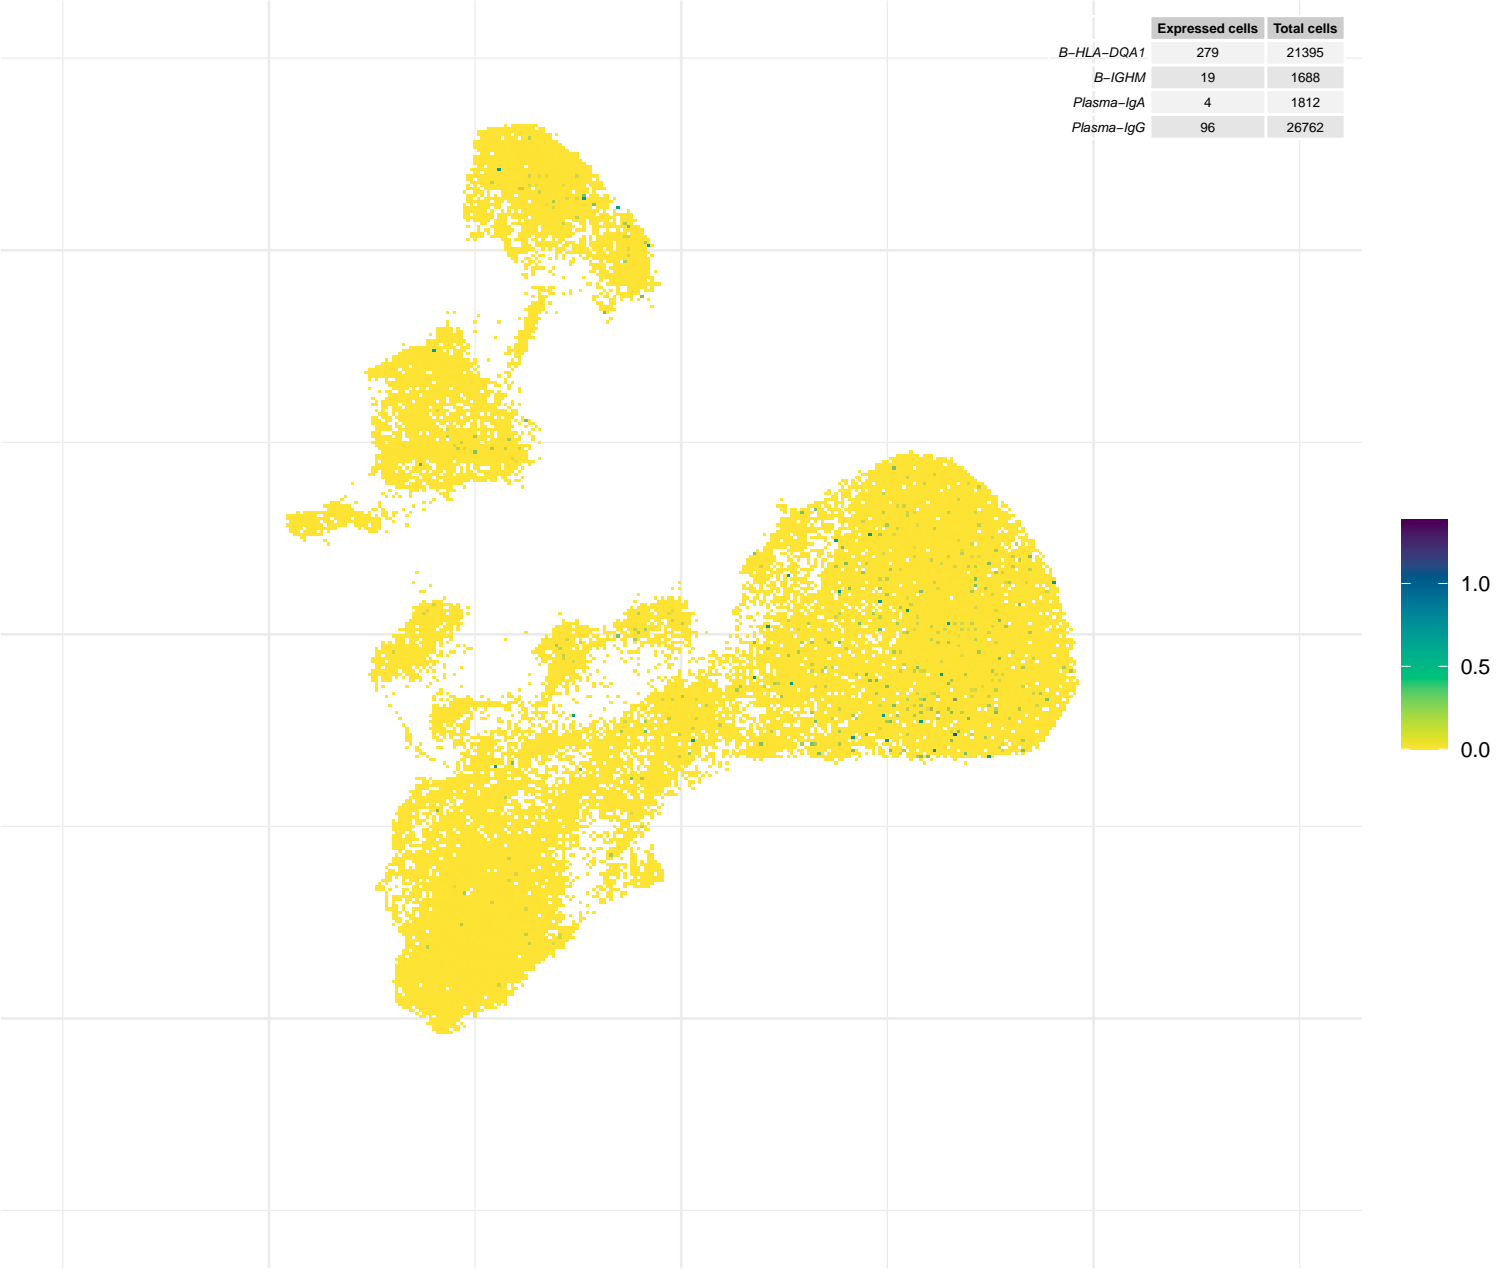 Expressed cells Total cells
B−HLA−DQA1 279 21395
B−IGHM 19 1688
Plasma−IgA 4 1812
Plasma−IgG 96 26762
1.0
0.5
0.0